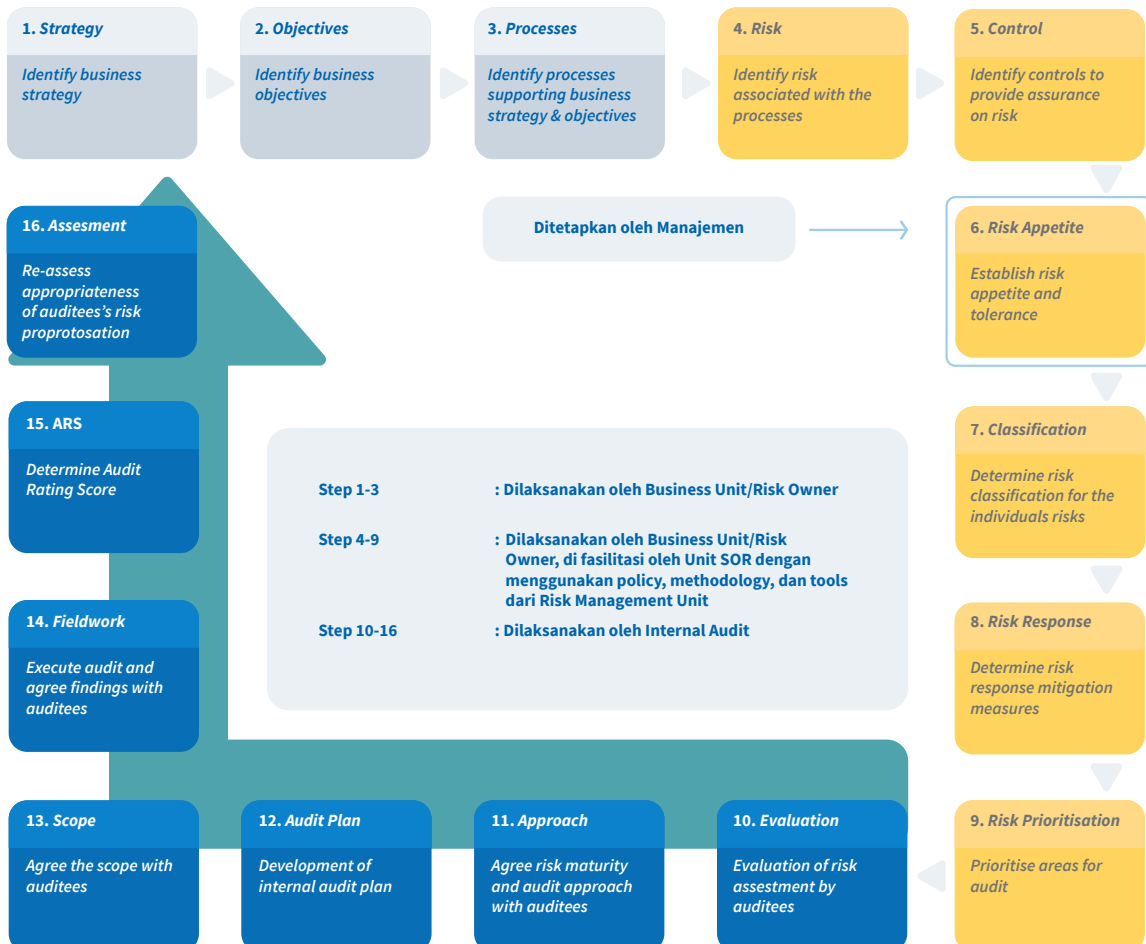 1. Strategy
Identify business
strategy
2. Objectives
Identify business
objectives
3. Processes
Identify processes
supporting business
strategy & objectives
4. Risk
Identify risk
associated with the
processes
5. Control
Identify controls to
provide assurance
on risk
16. Assesment
Re-assess
appropriateness
of auditees's risk
proprotosation
Ditetapkan oleh Manajemen
6. Risk Appetite
Establish risk
appetite and
tolerance
15. ARS
Determine Audit
Rating Score
Step 1-3 : Dilaksanakan oleh Business Unit/Risk Owner
Step 4-9 : Dilaksanakan oleh Business Unit/Risk
Owner, di fasilitasi oleh Unit SOR dengan
menggunakan policy, methodology, dan tools
dari Risk Management Unit
Step 10-16 : Dilaksanakan oleh Internal Audit
7. Classification
Determine risk
classification for the
individuals risks
14. Fieldwork
Execute audit and
agree findings with
auditees
8. Risk Response
Determine risk
response mitigation
measures
13. Scope
Agree the scope with
auditees
12. Audit Plan
Development of
internal audit plan
11. Approach
Agree risk maturity
and audit approach
with auditees
10. Evaluation
Evaluation of risk
assestment by
auditees
9. Risk Prioritisation
Prioritise areas for
audit